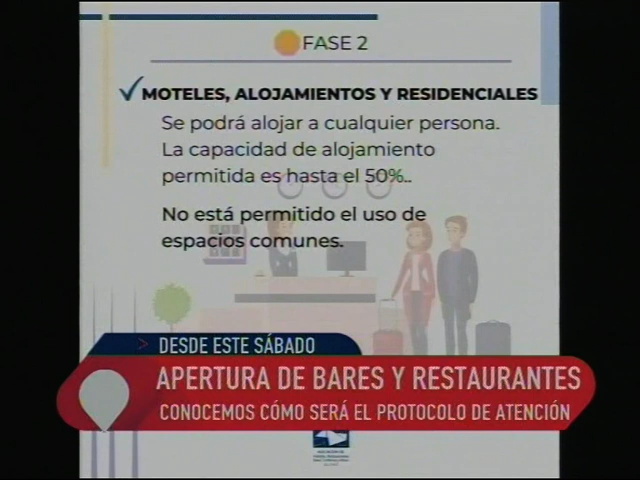 FASE 2
MOTELES, ALOJAMIENTOS Y RESIDENCIALES
Se podrá alojar a cualquier persona.
La capacidad de alojamiento
permitida es hasta el 50%..
No está permitido el uso de
espacios comunes.
> DESDE ESTE SÁBADO
APERTURA DE BARES Y RESTAURANTES
CONOCEMOS CÓMO SERÁ EL PROTOCOLO DE ATENCIÓN